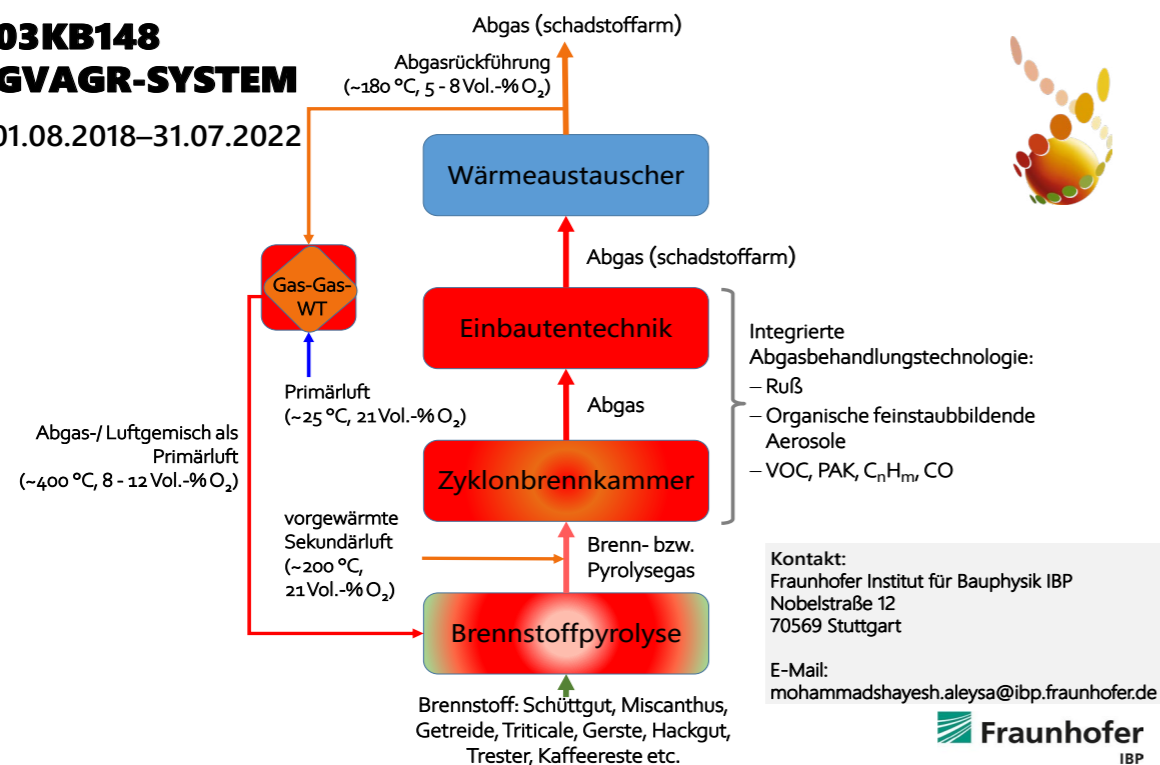 03KB148
GVAGR-SYSTEM
01.08.2018–31.07.2022
Abgas (schadstoffarm)
Abgasrückführung
(~180 °C, 5 - 8 Vol.-% O₂)
Wärmeaustauscher
Abgas (schadstoffarm)
Gas-Gas-
WT
Einbautentechnik
Primärluft
(~25 °C, 21 Vol.-% O₂)
Abgas
Integrierte
Abgasbehandlungstechnologie:
– Ruß
– Organische feinstaubbildende
Aerosole
– VOC, PAK, CₙHₘ, CO
Abgas-/ Luftgemisch als
Primärluft
(~400 °C, 8 - 12 Vol.-% O₂)
Zyklonbrennkammer
vorgewärmte
Sekundärluft
(~200 °C,
21 Vol.-% O₂)
Brenn- bzw.
Pyrolysegas
Brennstoffpyrolyse
Brennstoff: Schüttgut, Miscanthus,
Getreide, Triticale, Gerste, Hackgut,
Trester, Kaffeereste etc.
Kontakt:
Fraunhofer Institut für Bauphysik IBP
Nobelstraße 12
70569 Stuttgart
E-Mail:
mohammadshayesh.aleysa@ibp.fraunhofer.de
Fraunhofer
IBP